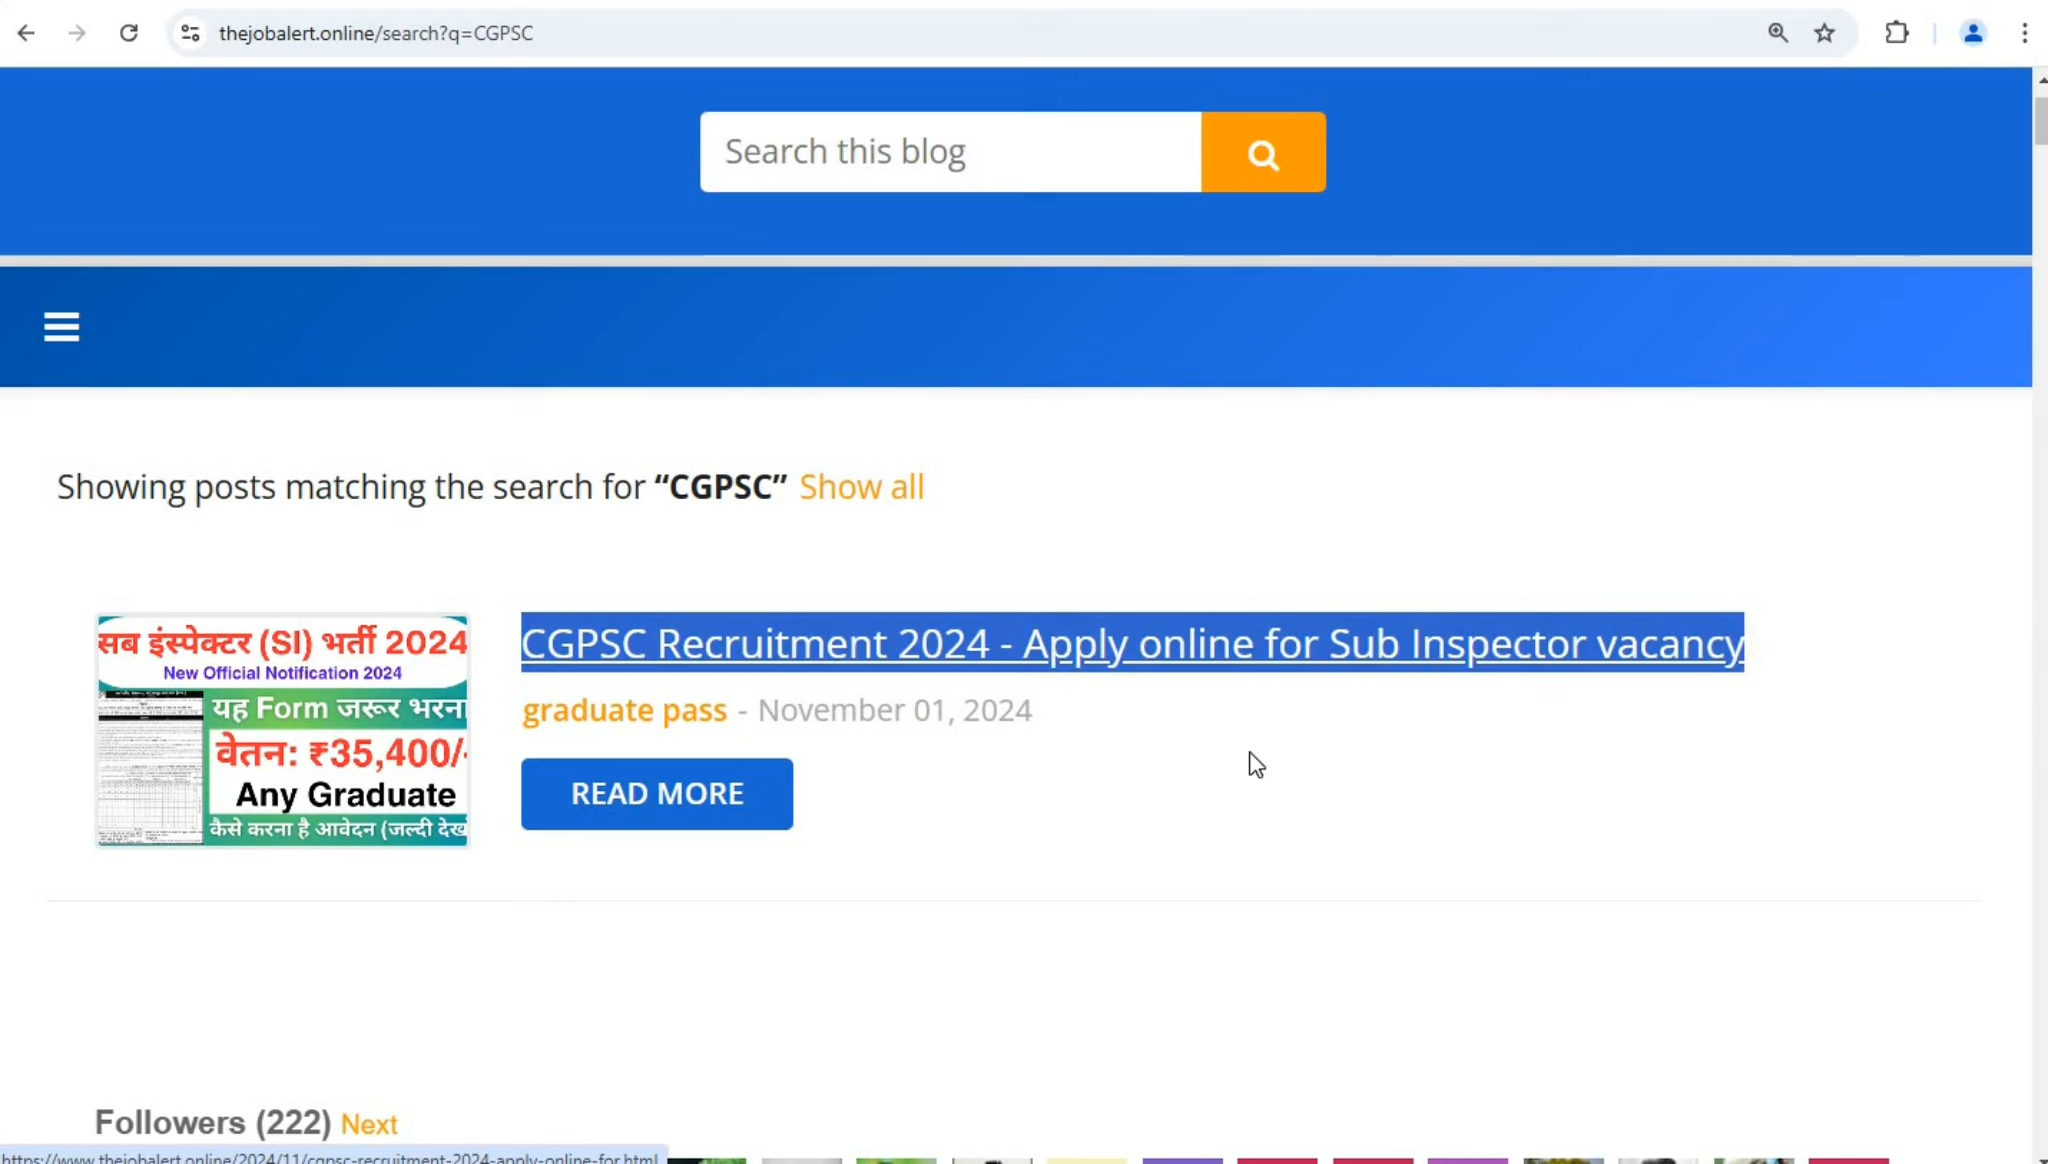 thejobalert.online/search?q=CGPSC
Search this blog
Showing posts matching the search for “CGPSC” Show all
सब इंस्पेक्टर (SI) भर्ती 2024
New Official Notification 2024
यह Form जरूर भरना
वेतन: ₹35,400/-
Any Graduate
कैसे करना है आवेदन (जल्दी देखें
CGPSC Recruitment 2024 - Apply online for Sub Inspector vacancy
graduate pass - November 01, 2024
READ MORE
Followers (222) Next
https://www.thejobalert.online/2024/11/cgpsc-recruitment-2024-apply-online-for.html